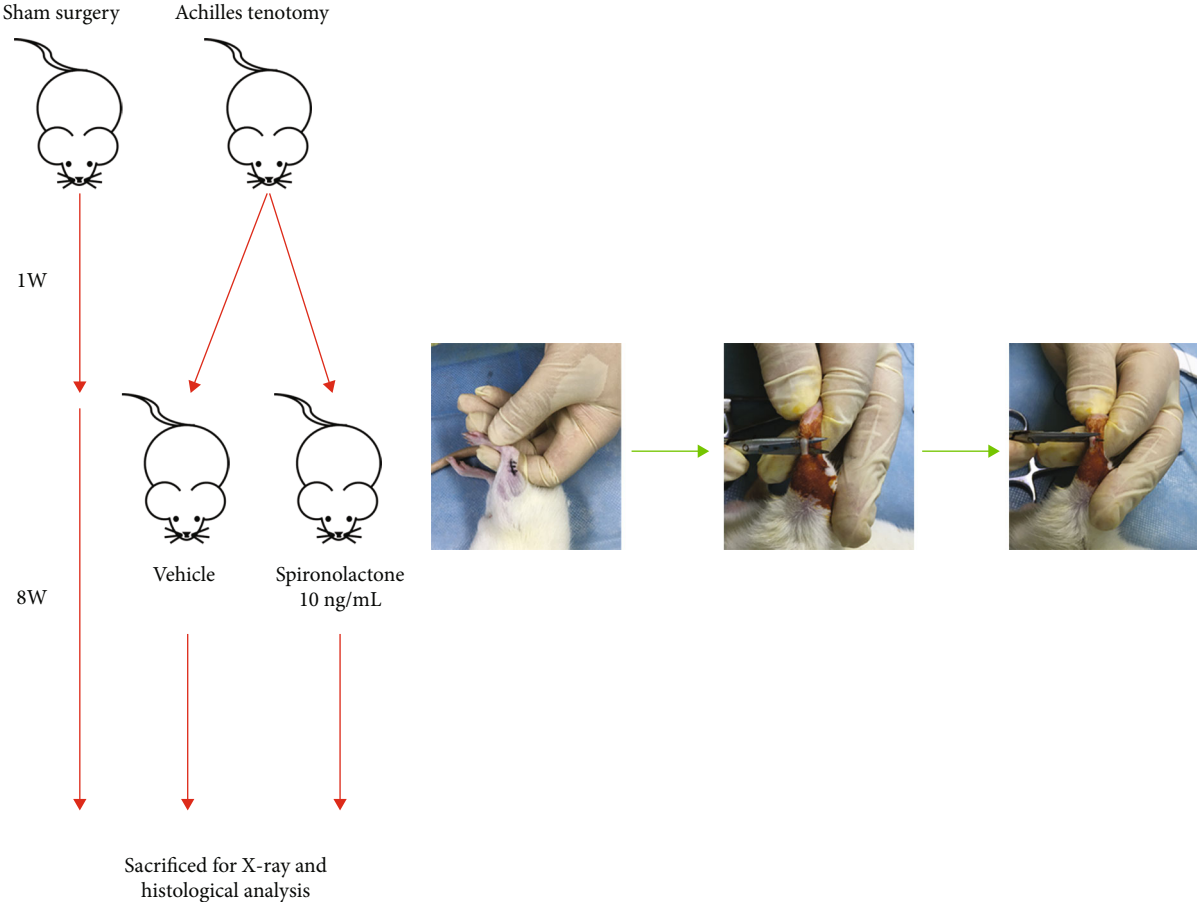 Sham surgery
Achilles tenotomy
1W
Vehicle
Spironolactone
10 ng/mL
8W
Sacrificed for X-ray and
histological analysis